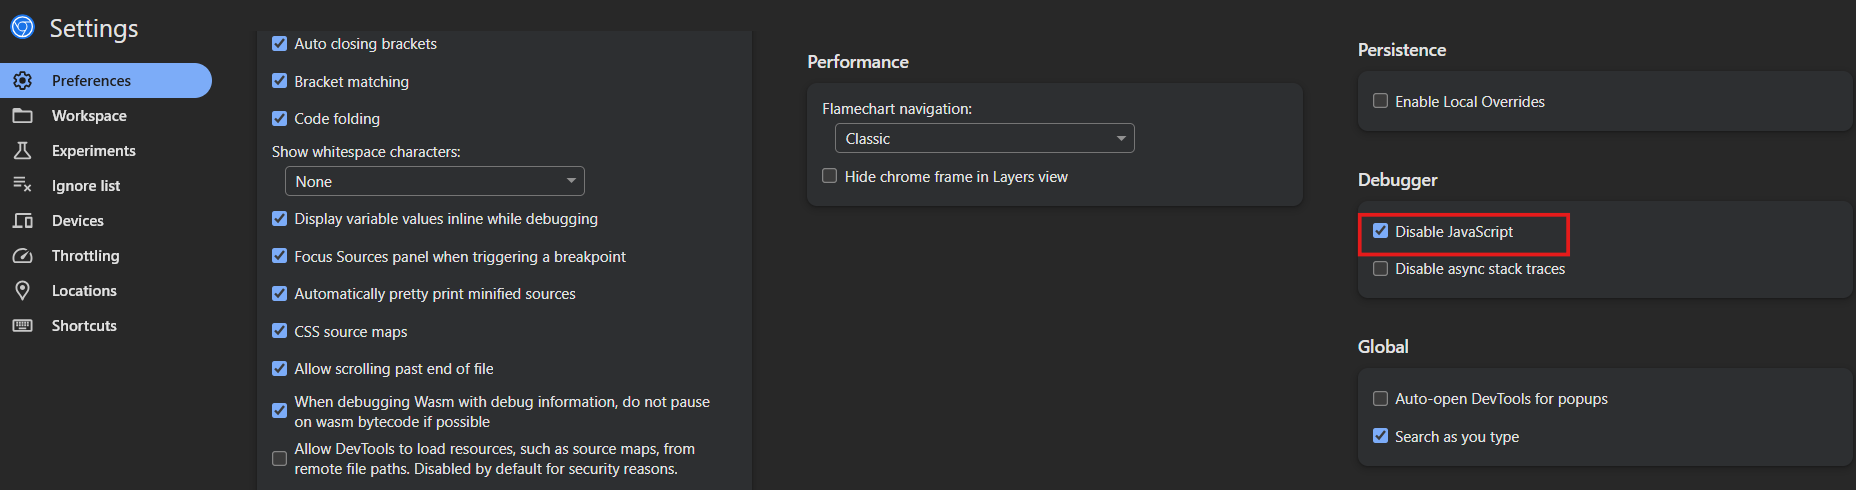 Settings
Preferences
Workspace
Experiments
Ignore list
Devices
Throttling
Locations
Shortcuts
Auto closing brackets
Bracket matching
Code folding
Show whitespace characters:
None
Display variable values inline while debugging
Focus Sources panel when triggering a breakpoint
Automatically pretty print minified sources
CSS source maps
Allow scrolling past end of file
When debugging Wasm with debug information, do not pause
on wasm bytecode if possible
Allow DevTools to load resources, such as source maps, from
remote file paths. Disabled by default for security reasons.
Performance
Flamechart navigation:
Classic
Hide chrome frame in Layers view
Persistence
Enable Local Overrides
Debugger
Disable JavaScript
Disable async stack traces
Global
Auto-open DevTools for popups
Search as you type